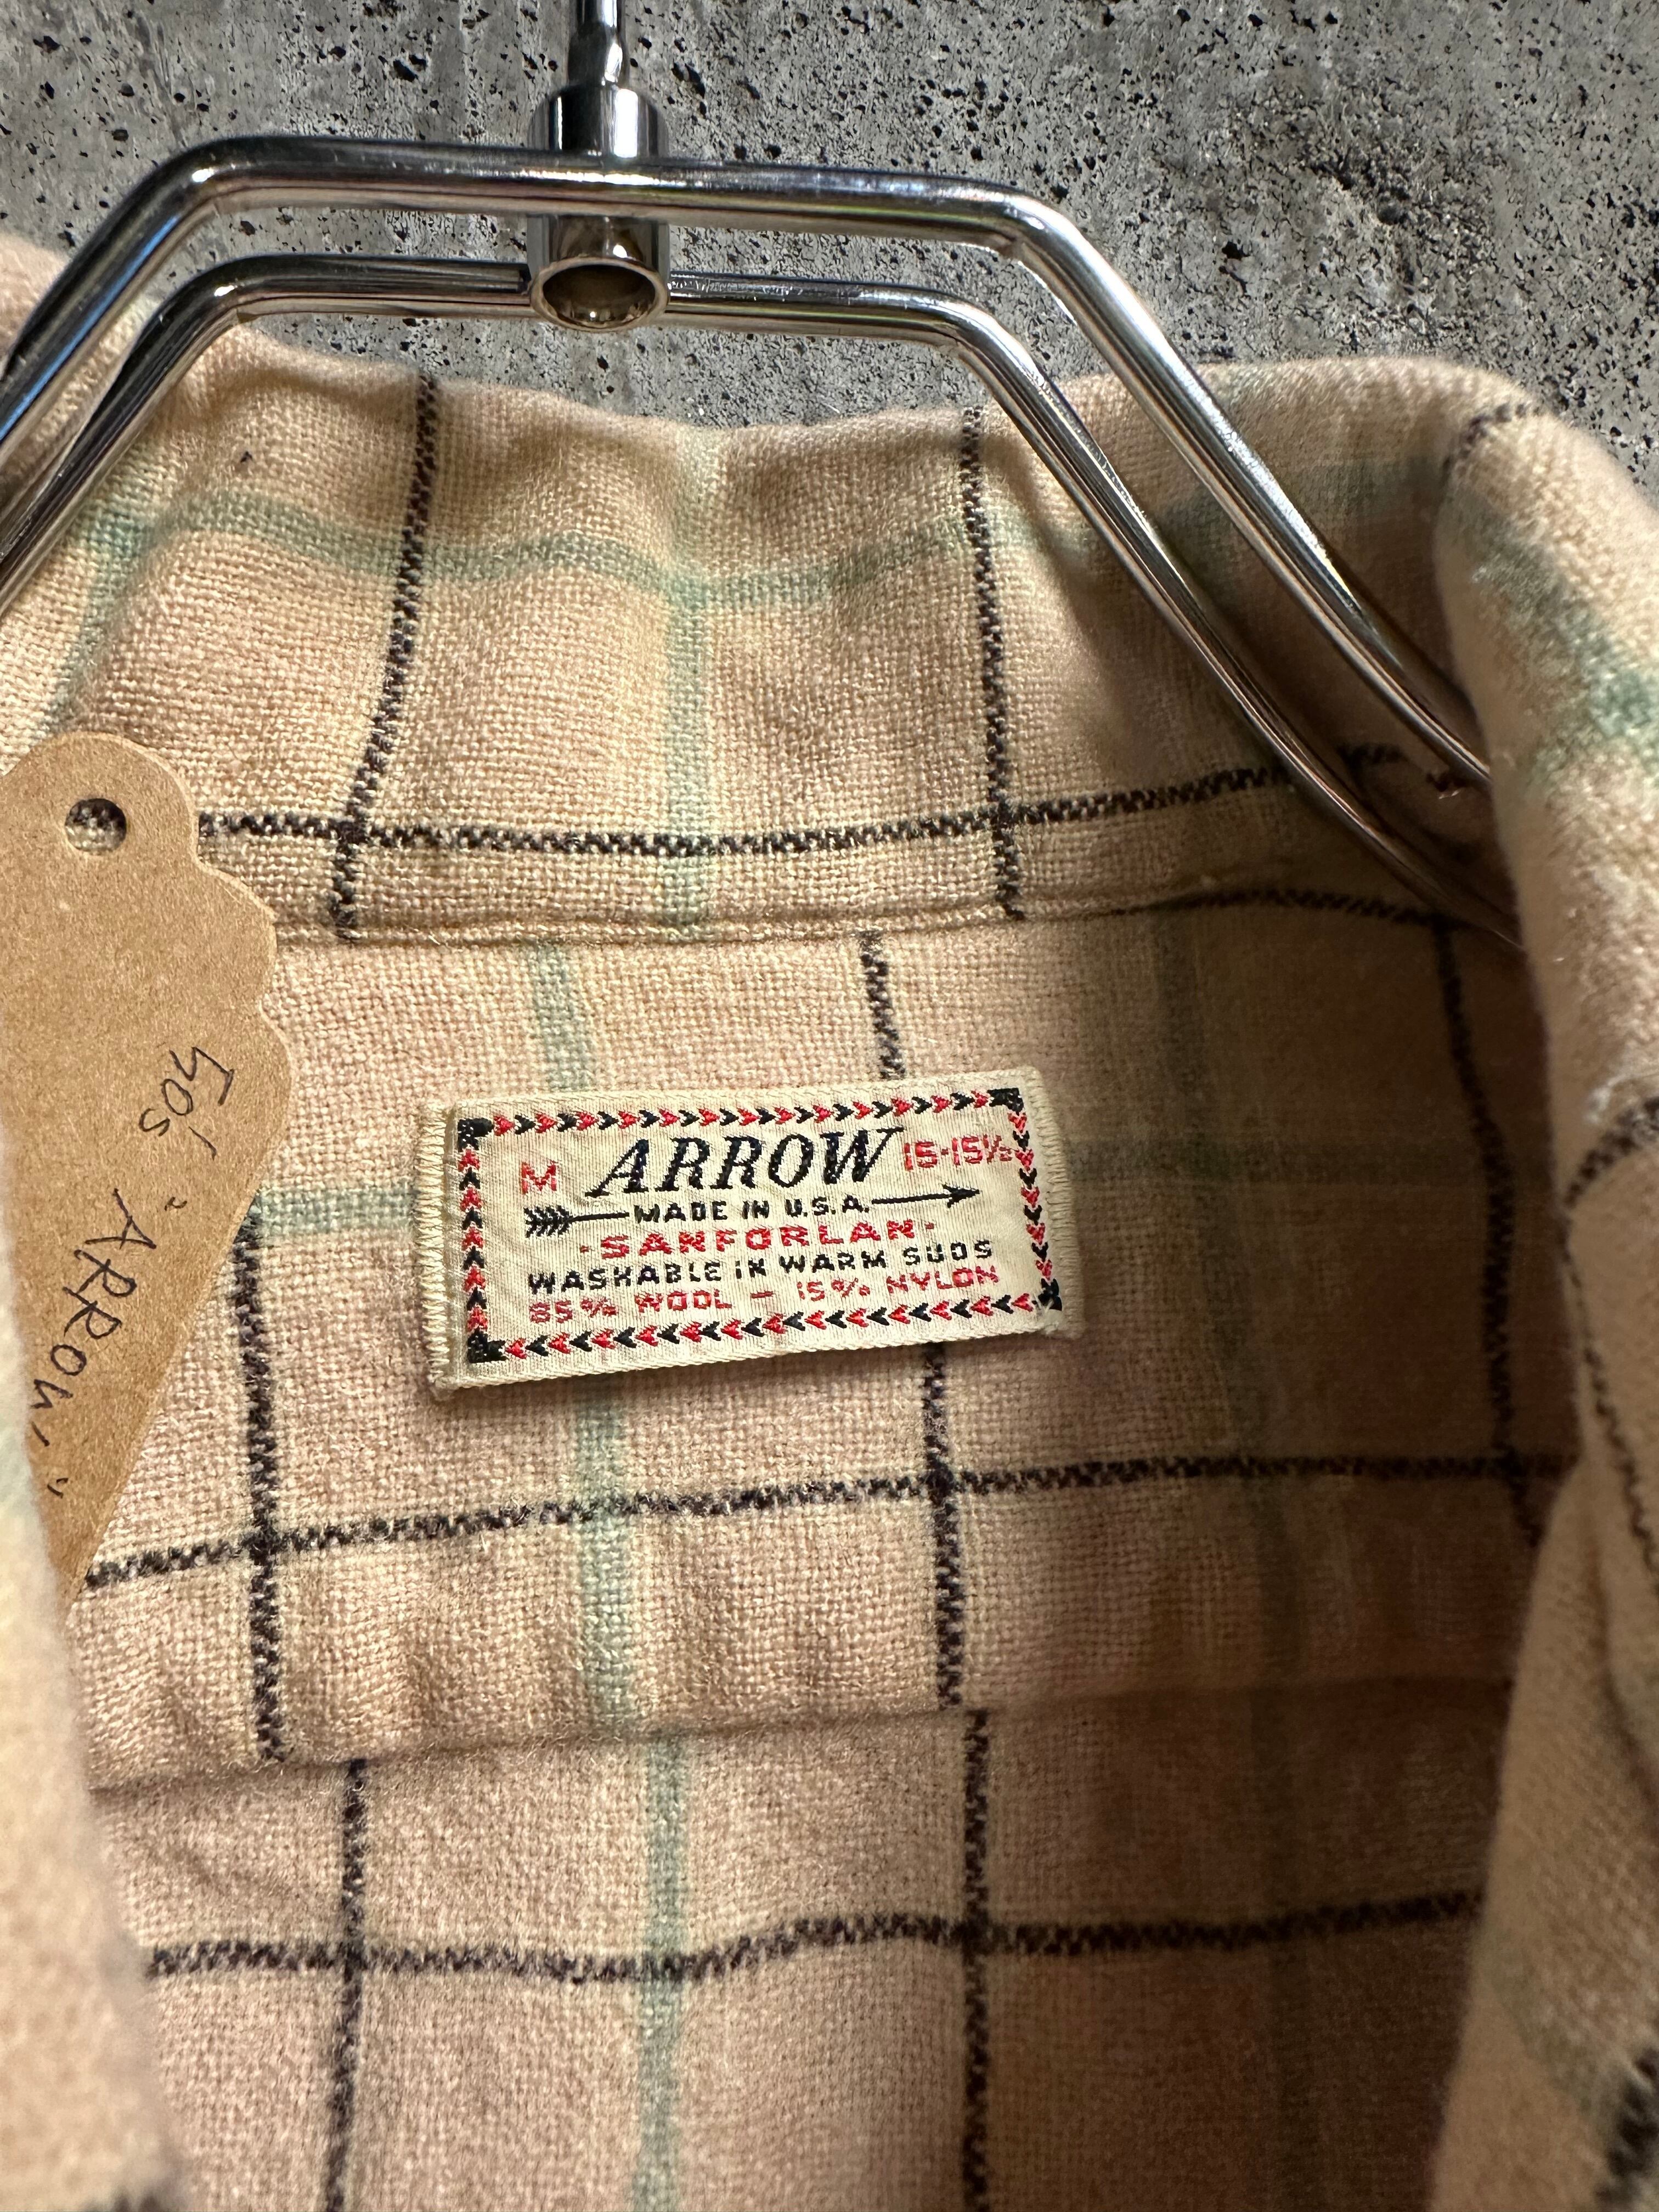 M ARROW 15-15½
MADE IN U.S.A.
·SANFORLAN·
WASHABLE IN WARM SUDS
85% WOOL — 15% NYLON
50's "ARROW"